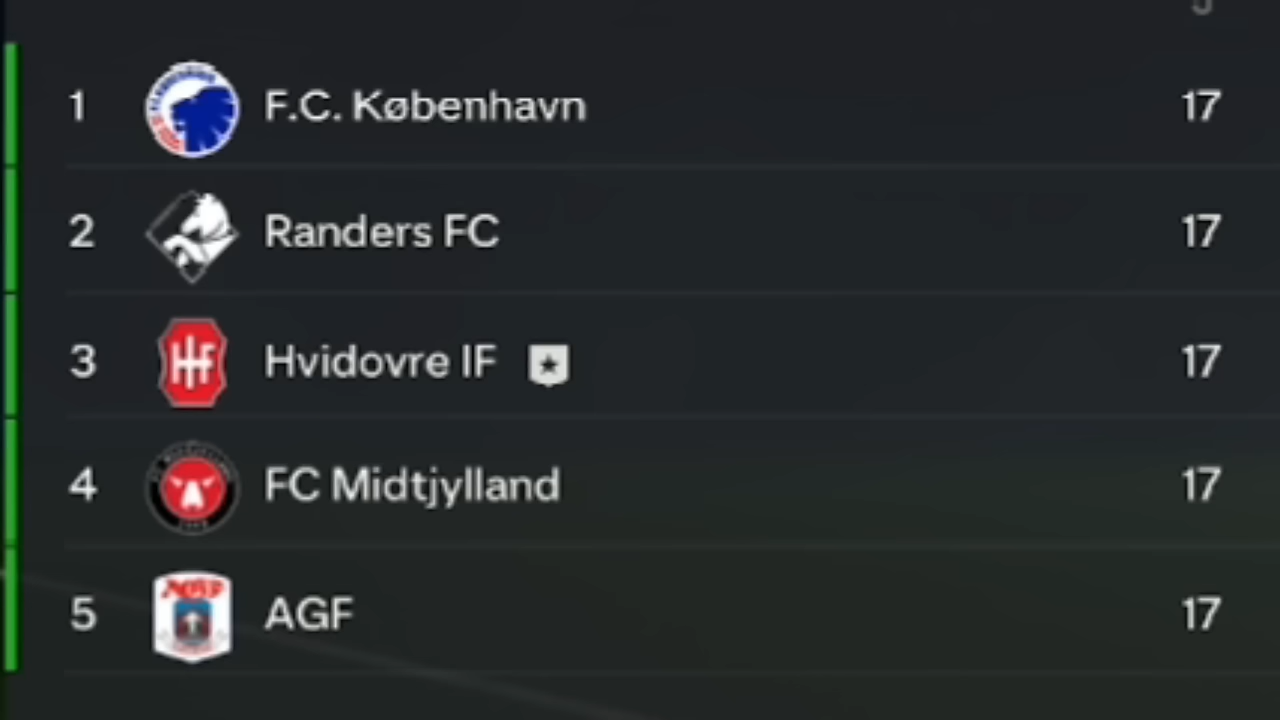 1 F.C. København 17
2 Randers FC 17
3 Hvidovre IF 17
4 FC Midtjylland 17
5 AGF 17